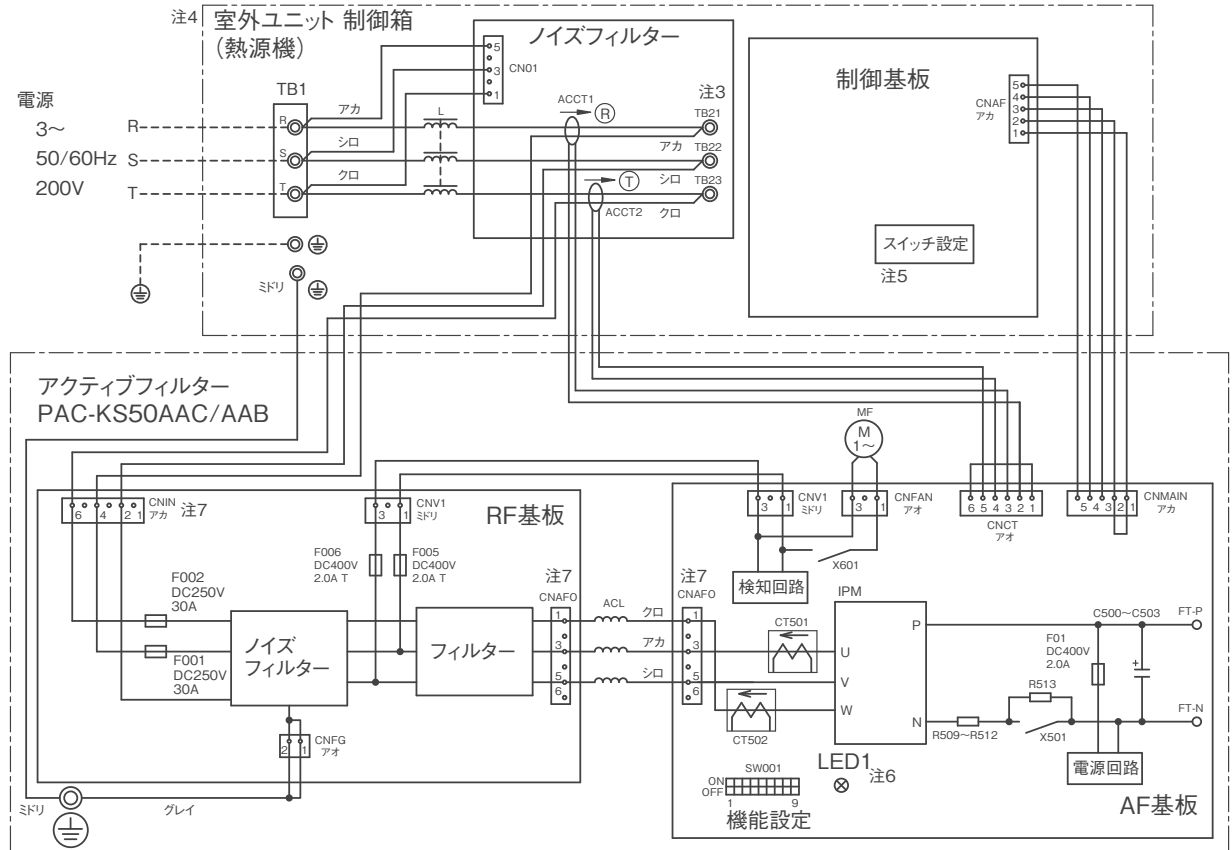 注4 室外ユニット 制御箱
(熱源機)
ノイズフィルター
制御基板
電源
3～
50/60Hz
200V
R
S
T
TB1
R
S
T
アカ
シロ
クロ
L
5
3
1
CN01
ACCT1
R
注3
TB21
アカ
TB22
シロ
TB23
クロ
T
ACCT2
CNAF
アカ
5
4
3
2
1
スイッチ設定
注5
ミドリ
アクティブフィルター
PAC-KS50AAC/AAB
MF
M
1～
6 4 2 1
CNIN
アカ
注7
3 1
CNV1
ミドリ
RF基板
3 1
CNV1
ミドリ
3 1
CNFAN
アオ
6 5 4 3 2 1
CNCT
アオ
5 4 3 2 1
CNMAIN
アカ
F006
DC400V
2.0A T
F005
DC400V
2.0A T
F002
DC250V
30A
F001
DC250V
30A
ノイズ
フィルター
フィルター
注7
CNAFO
1
3
5
6
ACL
クロ
アカ
シロ
注7
CNAFO
1
3
5
6
検知回路
X601
IPM
CT501
CT502
U
V
W
P
N
C500～C503
F01
DC400V
2.0A
+
FT-P
FT-N
R513
R509～R512
X501
電源回路
2 1
CNFG
アオ
ミドリ
グレイ
SW001
ON
OFF
1 9
機能設定
LED1
注6
AF基板